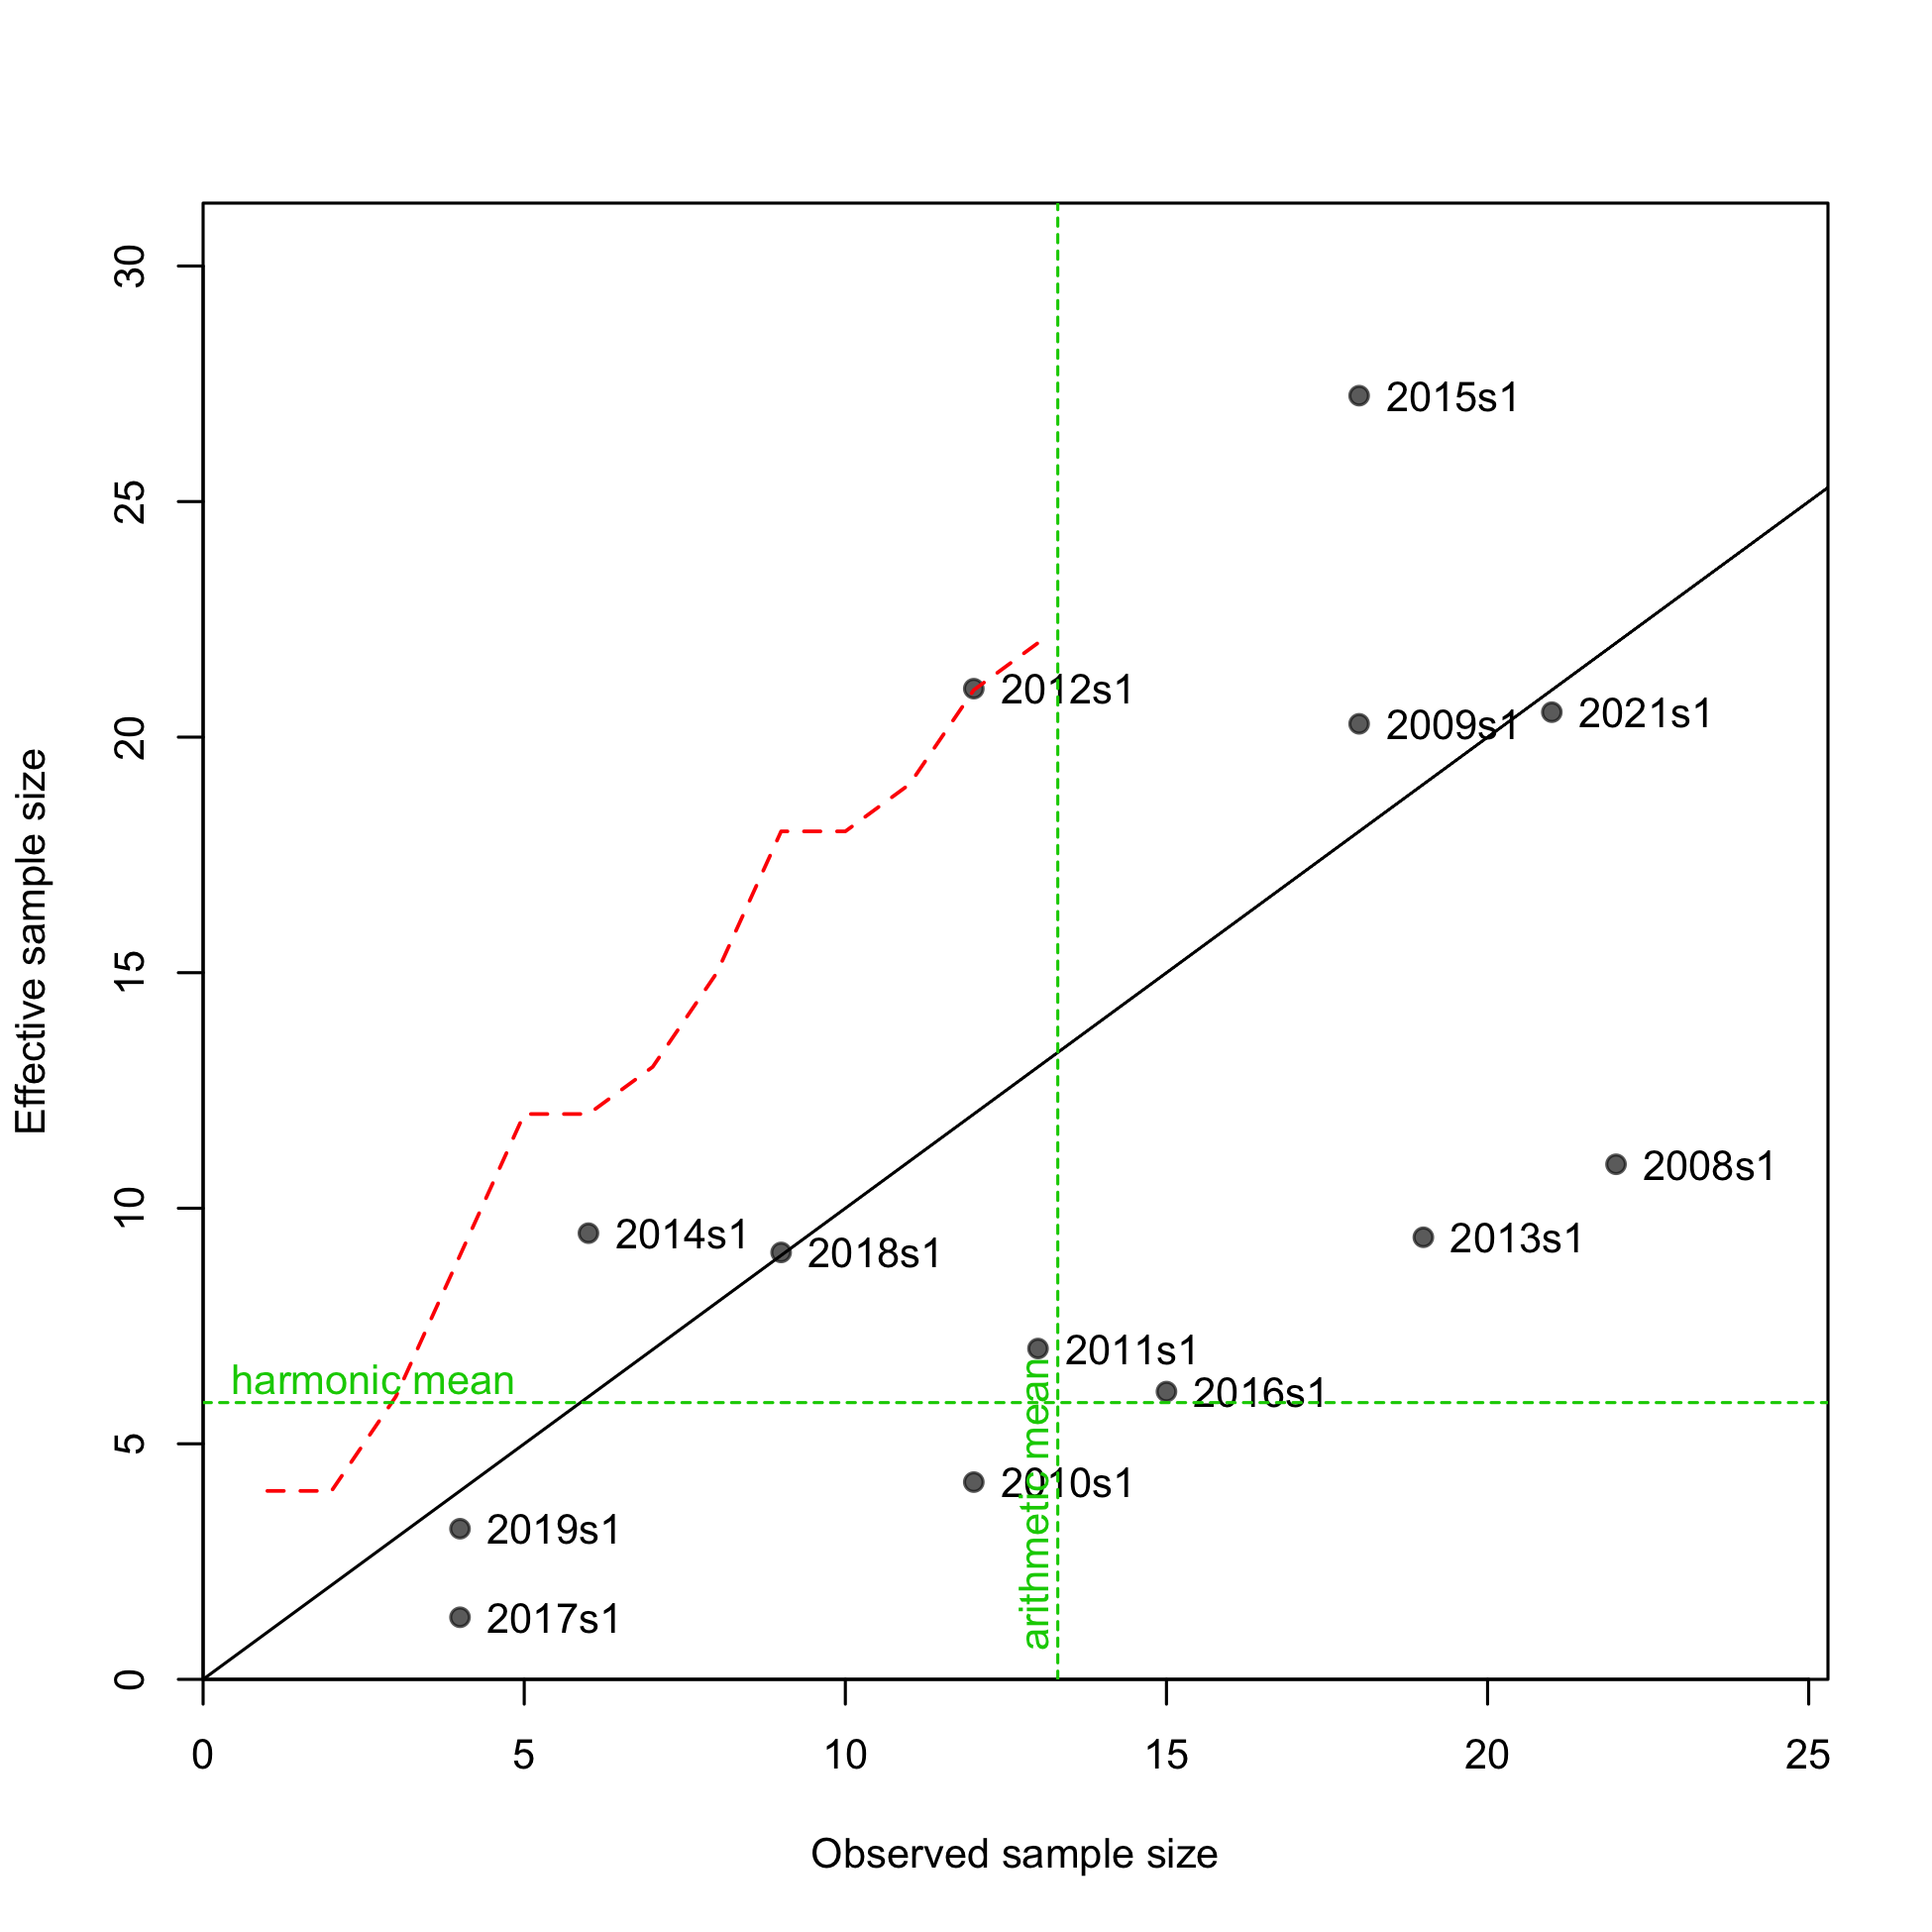 30
25
20
15
10
5
0
Effective sample size
2015s1
2012s1
2009s1
2021s1
2008s1
2014s1
2018s1
2013s1
2011s1
harmonic mean
2016s1
arithmetic mean
2010s1
2019s1
2017s1
0 5 10 15 20 25
Observed sample size